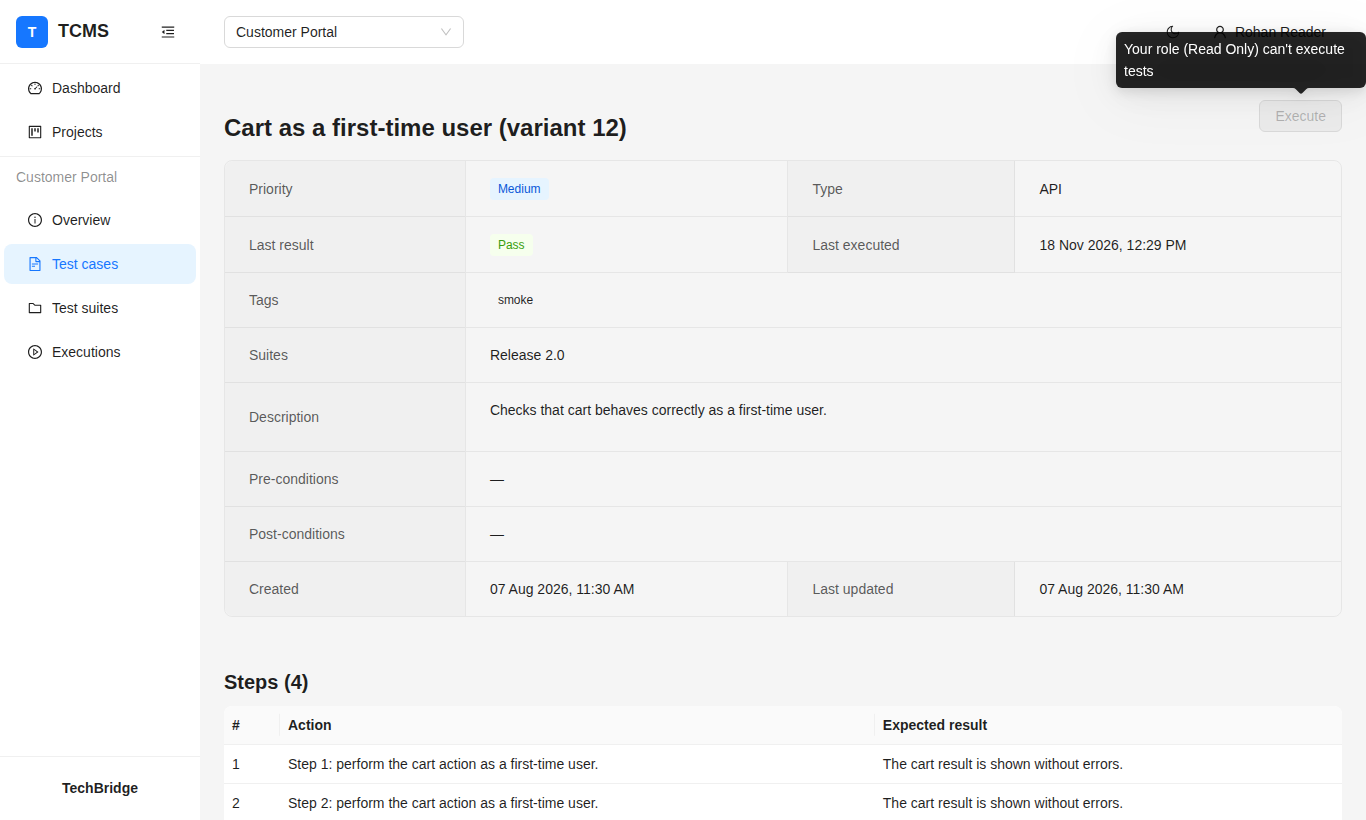 T TCMS
Customer Portal
Rohan Reader
Your role (Read Only) can't execute
tests
Dashboard
Projects
Customer Portal
Overview
Test cases
Test suites
Executions
TechBridge
Cart as a first-time user (variant 12)
Execute
Priority Medium Type API
Last result Pass Last executed 18 Nov 2026, 12:29 PM
Tags smoke
Suites Release 2.0
Description Checks that cart behaves correctly as a first-time user.
Pre-conditions —
Post-conditions —
Created 07 Aug 2026, 11:30 AM Last updated 07 Aug 2026, 11:30 AM
Steps (4)
# Action Expected result
1 Step 1: perform the cart action as a first-time user. The cart result is shown without errors.
2 Step 2: perform the cart action as a first-time user. The cart result is shown without errors.